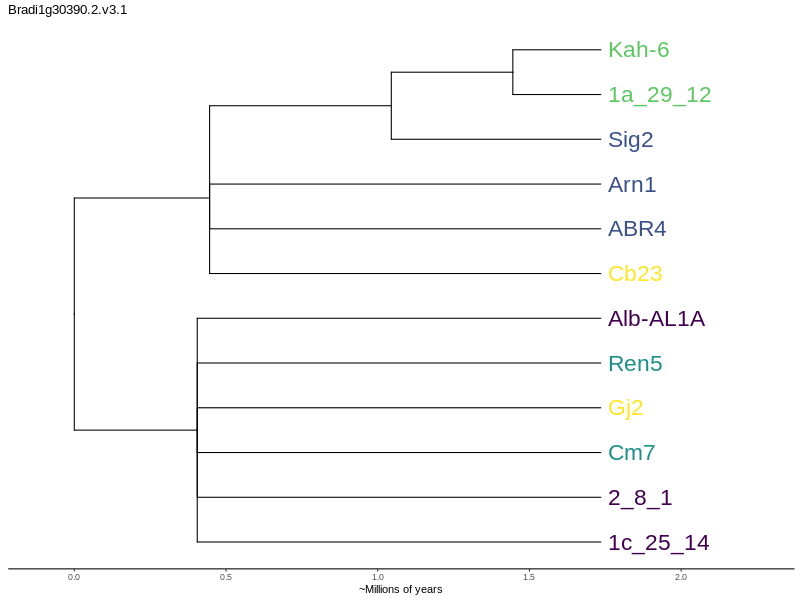 Bradi1g30390.2.v3.1
Kah-6
1a_29_12
Sig2
Arn1
ABR4
Cb23
Alb-AL1A
Ren5
Gj2
Cm7
2_8_1
1c_25_14
0.0 0.5 1.0 1.5 2.0
~Millions of years